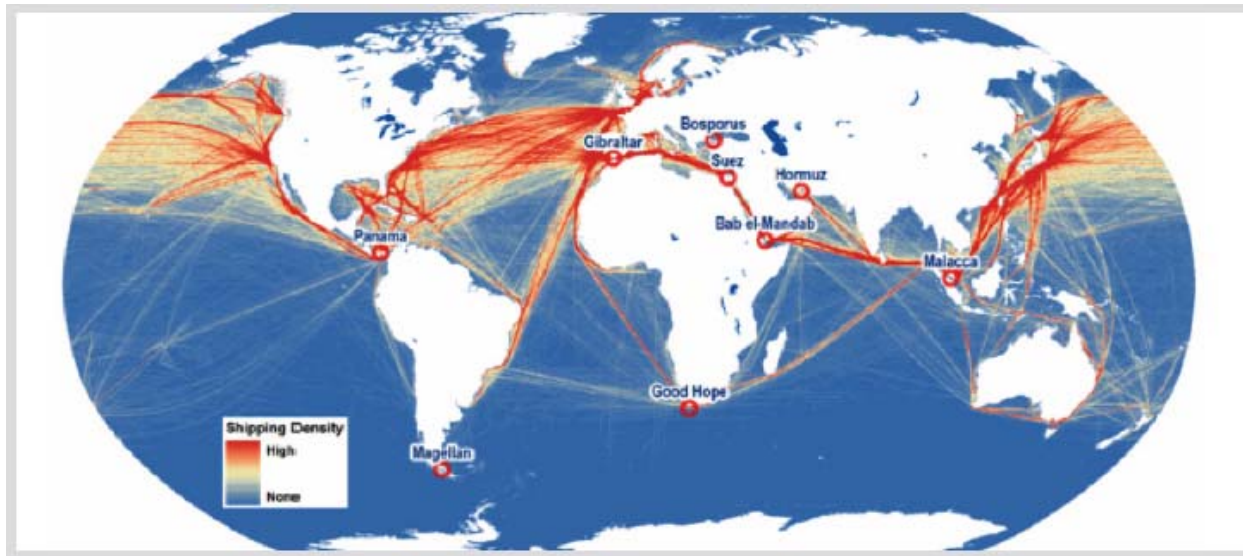 Bosporus
Gibraltar
Suez
Hormuz
Bab el-Mandab
Panama
Malacca
Good Hope
Magellan
Shipping Density
High
None